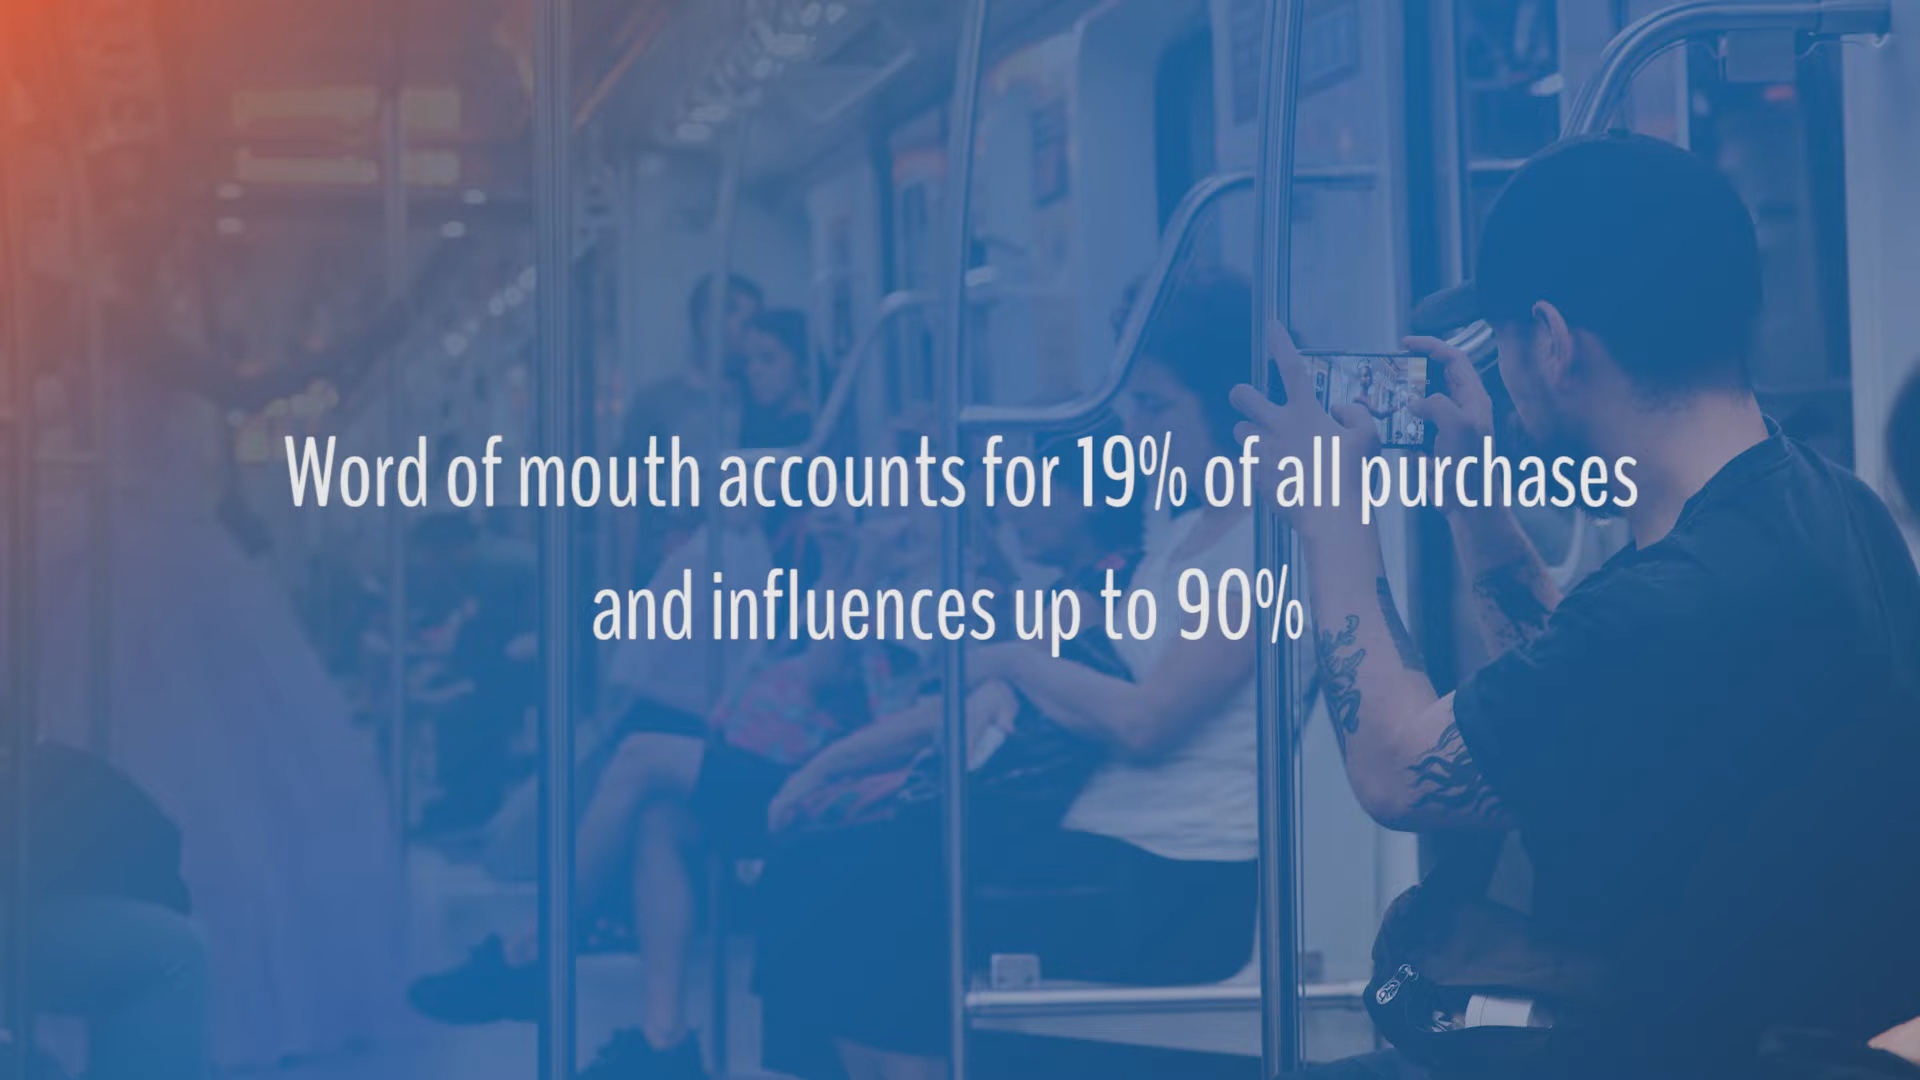 Word of mouth accounts for 19% of all purchases
and influences up to 90%